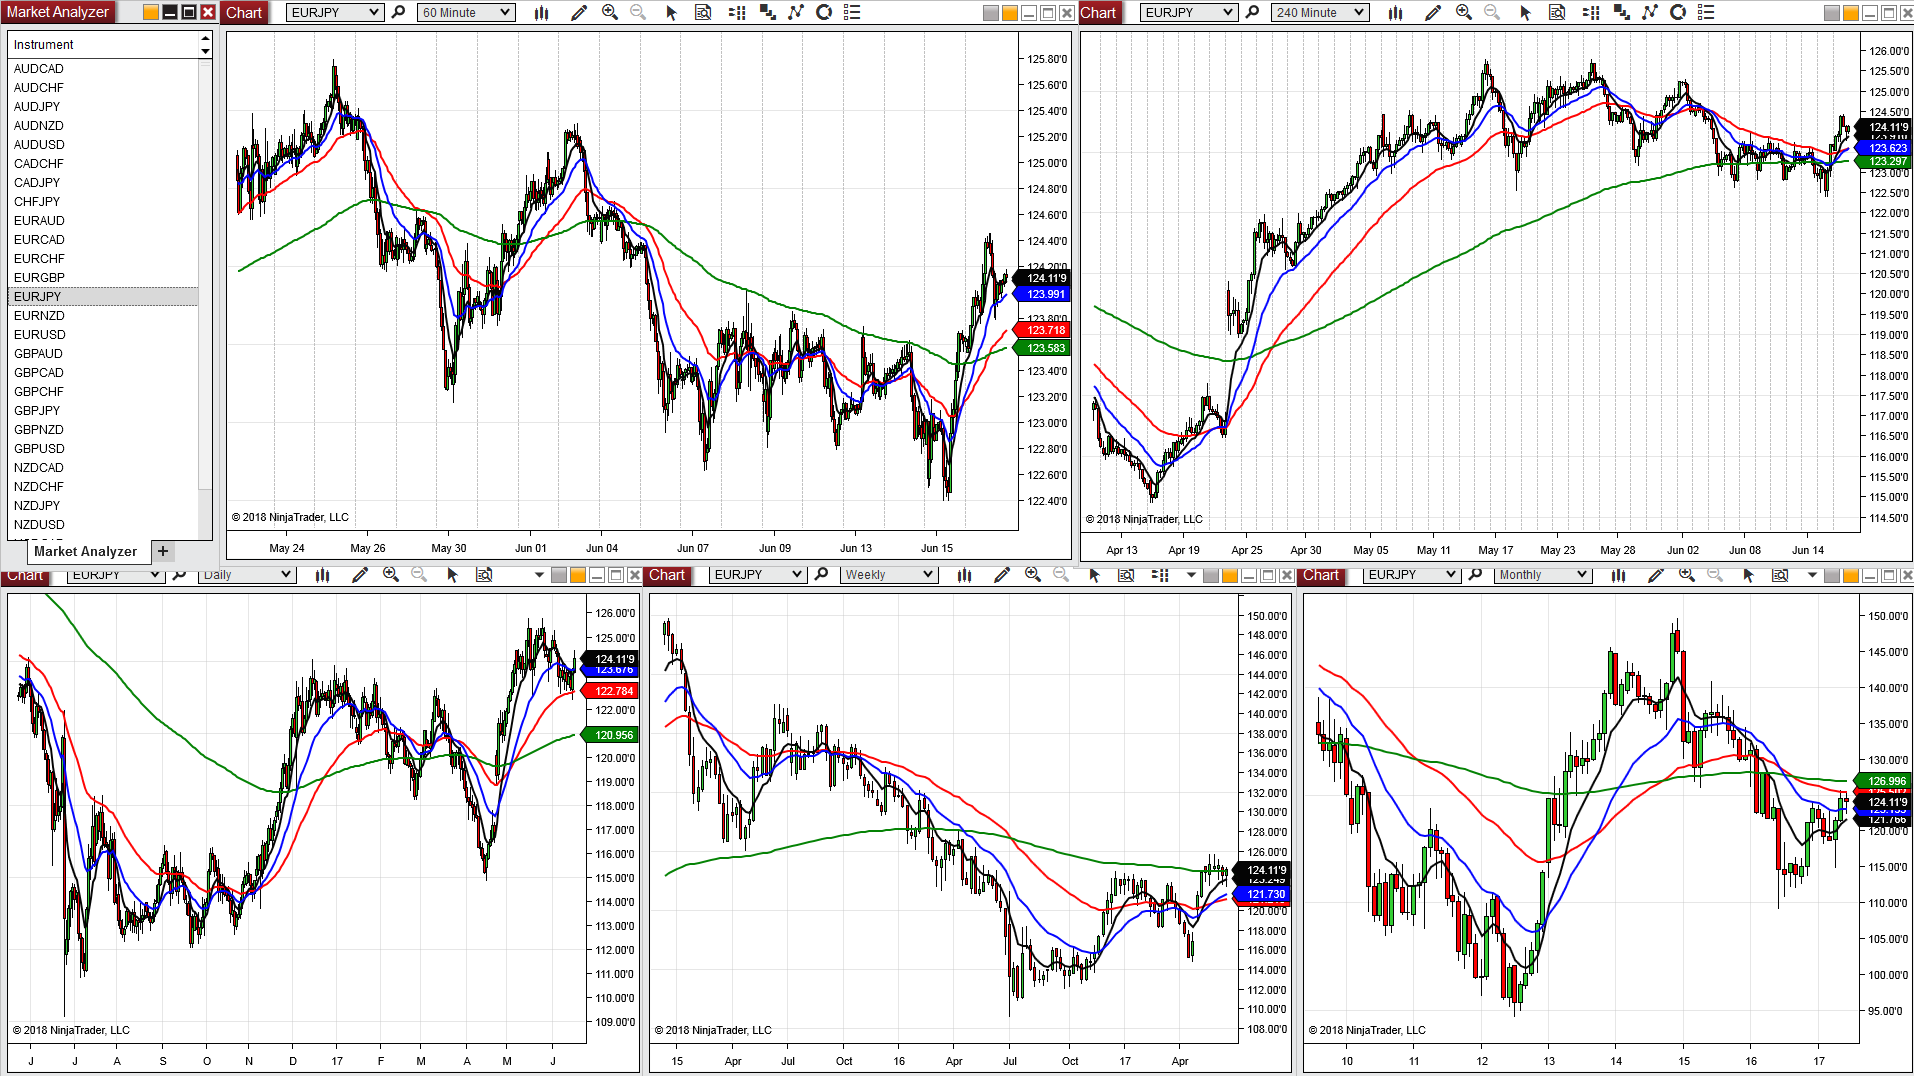 Market Analyzer
Instrument
AUDCAD
AUDCHF
AUDJPY
AUDNZD
AUDUSD
CADCHF
CADJPY
CHFJPY
EURAUD
EURCAD
EURCHF
EURGBP
EURJPY
EURNZD
EURUSD
GBPAUD
GBPCAD
GBPCHF
GBPJPY
GBPNZD
GBPUSD
NZDCAD
NZDCHF
NZDJPY
NZDUSD
Market Analyzer +
Chart EURJPY 60 Minute
125.80'0
125.60'0
125.40'0
125.20'0
125.00'0
124.80'0
124.60'0
124.40'0
124.20'0
124.11'9
123.991
123.80'0
123.718
123.583
123.40'0
123.20'0
123.00'0
122.80'0
122.60'0
122.40'0
© 2018 NinjaTrader, LLC
May 24 May 26 May 30 Jun 01 Jun 04 Jun 07 Jun 09 Jun 13 Jun 15
Chart EURJPY 240 Minute
126.00'0
125.50'0
125.00'0
124.50'0
124.11'9
123.623
123.297
123.00'0
122.50'0
122.00'0
121.50'0
121.00'0
120.50'0
120.00'0
119.50'0
119.00'0
118.50'0
118.00'0
117.50'0
117.00'0
116.50'0
116.00'0
115.50'0
115.00'0
114.50'0
© 2018 NinjaTrader, LLC
Apr 13 Apr 19 Apr 25 Apr 30 May 05 May 11 May 17 May 23 May 28 Jun 02 Jun 08 Jun 14
Chart EURJPY Daily
126.00'0
125.00'0
124.11'9
122.784
122.00'0
120.956
120.00'0
119.00'0
118.00'0
117.00'0
116.00'0
115.00'0
114.00'0
113.00'0
112.00'0
111.00'0
110.00'0
109.00'0
© 2018 NinjaTrader, LLC
J J A S O N D 17 F M A M J
Chart EURJPY Weekly
150.00'0
148.00'0
146.00'0
144.00'0
142.00'0
140.00'0
138.00'0
136.00'0
134.00'0
132.00'0
130.00'0
128.00'0
126.00'0
124.11'9
121.730
120.00'0
118.00'0
116.00'0
114.00'0
112.00'0
110.00'0
108.00'0
© 2018 NinjaTrader, LLC
15 Apr Jul Oct 16 Apr Jul Oct 17 Apr
Chart EURJPY Monthly
150.00'0
145.00'0
140.00'0
135.00'0
130.00'0
126.996
124.11'9
121.766
120.00'0
115.00'0
110.00'0
105.00'0
100.00'0
95.00'0
© 2018 NinjaTrader, LLC
10 11 12 13 14 15 16 17